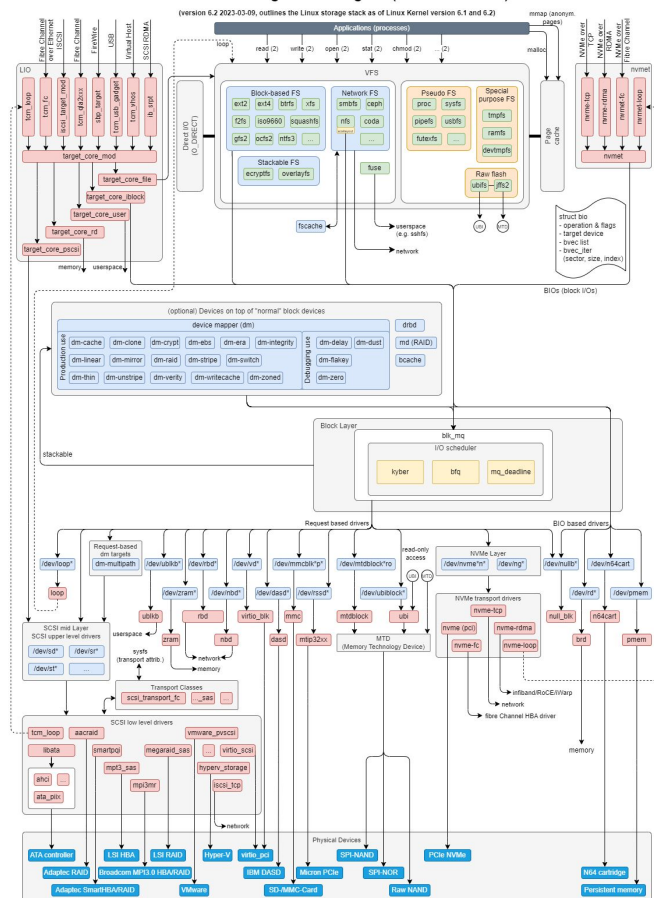 (version 6.2 2023-03-09, outlines the Linux storage stack as of Linux Kernel version 6.1 and 6.2)
mmap (anonym. pages)
Applications (processes)
Fibre Channel over Ethernet
ISCSI
Fibre Channel
FireWire
USB
Virtual Host
SCSI RDMA
loop
read (2)
write (2)
open (2)
stat (2)
chmod (2)
... (2)
malloc
NVMe over TCP
NVMe over RDMA
NVMe over Fibre Channel
LIO
tcm_loop
tcm_fc
iscsi_target_mod
tcm_qla2xxx
sbp_target
tcm_usb_gadget
tcm_vhos
ib_srpt
target_core_mod
target_core_file
target_core_iblock
target_core_user
target_core_rd
target_core_pscsi
memory
userspace
Direct I/O
(O_DIRECT)
VFS
Block-based FS
ext2
ext4
btrfs
xfs
f2fs
iso9660
squashfs
gfs2
ocfs2
ntfs3
...
Stackable FS
ecryptfs
overlayfs
Network FS
smbfs
ceph
nfs
coda
...
fuse
Pseudo FS
proc
sysfs
pipefs
usbfs
futexfs
...
Special purpose FS
tmpfs
ramfs
devtmpfs
Raw flash
ubifs
jffs2
UBI
MTD
Page cache
nvmet
nvme-tcp
nvme-rdma
nvmet-fc
nvmet-loop
nvmet
fscache
userspace
(e.g. sshfs)
network
struct bio
- operation & flags
- target device
- bvec list
- bvec_iter
(sector, size, index)
BIOs (block I/Os)
(optional) Devices on top of "normal" block devices
device mapper (dm)
Production use
dm-cache
dm-clone
dm-crypt
dm-ebs
dm-era
dm-integrity
dm-linear
dm-mirror
dm-raid
dm-stripe
dm-switch
dm-thin
dm-unstripe
dm-verity
dm-writecache
dm-zoned
Debugging use
dm-delay
dm-dust
dm-flakey
dm-zero
drbd
md (RAID)
bcache
stackable
Block Layer
blk_mq
I/O scheduler
kyber
bfq
mq_deadline
Request based drivers
BIO based drivers
Request-based
dm targets
dm-multipath
read-only
access
UBI
MTD
/dev/loop*
/dev/ublkb*
/dev/rbd*
/dev/vd*
/dev/mmcblk*p*
/dev/mtdblock*ro
/dev/zram*
/dev/nbd*
/dev/dasd*
/dev/rssd*
/dev/ubiblock*
NVMe Layer
/dev/nvme*n*
/dev/ng*
/dev/nullb*
/dev/n64cart
/dev/rd*
/dev/pmem
loop
ublkb
rbd
virtio_blk
mmc
mtdblock
ubi
zram
nbd
dasd
mtip32xx
userspace
network
memory
MTD
(Memory Technology Device)
NVMe transport drivers
nvme-tcp
nvme (pci)
nvme-rdma
nvme-fc
nvme-loop
null_blk
n64cart
brd
pmem
infiband/RoCE/iWarp
network
fibre Channel HBA driver
memory
SCSI mid Layer
SCSI upper level drivers
/dev/sd*
/dev/sr*
/dev/st*
...
sysfs
(transport attrib.)
Transport Classes
scsi_transport_fc
..._sas
...
SCSI low level drivers
tcm_loop
aacraid
vmware_pvscsi
libata
smartpqi
megaraid_sas
...
virtio_scsi
ahci
...
ata_piix
mpt3_sas
hyperv_storage
mpi3mr
iscsi_tcp
network
Physical Devices
ATA controller
LSI HBA
LSI RAID
Hyper-V
virtio_pci
SPI-NAND
PCIe NVMe
Adaptec RAID
Broadcom MPI3.0 HBA/RAID
IBM DASD
Micron PCIe
SPI-NOR
N64 cartridge
Adaptec SmartHBA/RAID
VMware
SD-/MMC-Card
Raw NAND
Persistent memory